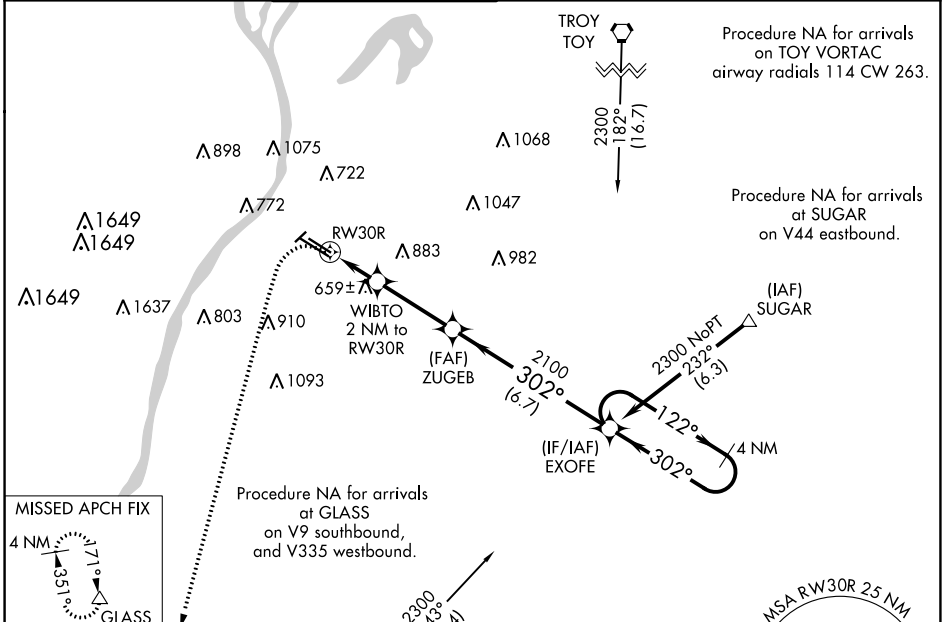 TROY
TOY
Procedure NA for arrivals
on TOY VORTAC
airway radials 114 CW 263.
2300
182°
(16.7)
898
1075
1068
722
772
1047
Procedure NA for arrivals
at SUGAR
on V44 eastbound.
1649
1649
RW30R
883
982
1649
1637
659±
803
910
WIBTO
2 NM to
RW30R
(IAF)
SUGAR
(FAF)
ZUGEB
2300 NoPT
232°
(6.3)
2100
302°
(6.7)
1093
122°
4 NM
302°
(IF/IAF)
EXOFE
Procedure NA for arrivals
at GLASS
on V9 southbound,
and V335 westbound.
MISSED APCH FIX
4 NM
171°
351°
GLASS
2300
MSA RW30R 25 NM